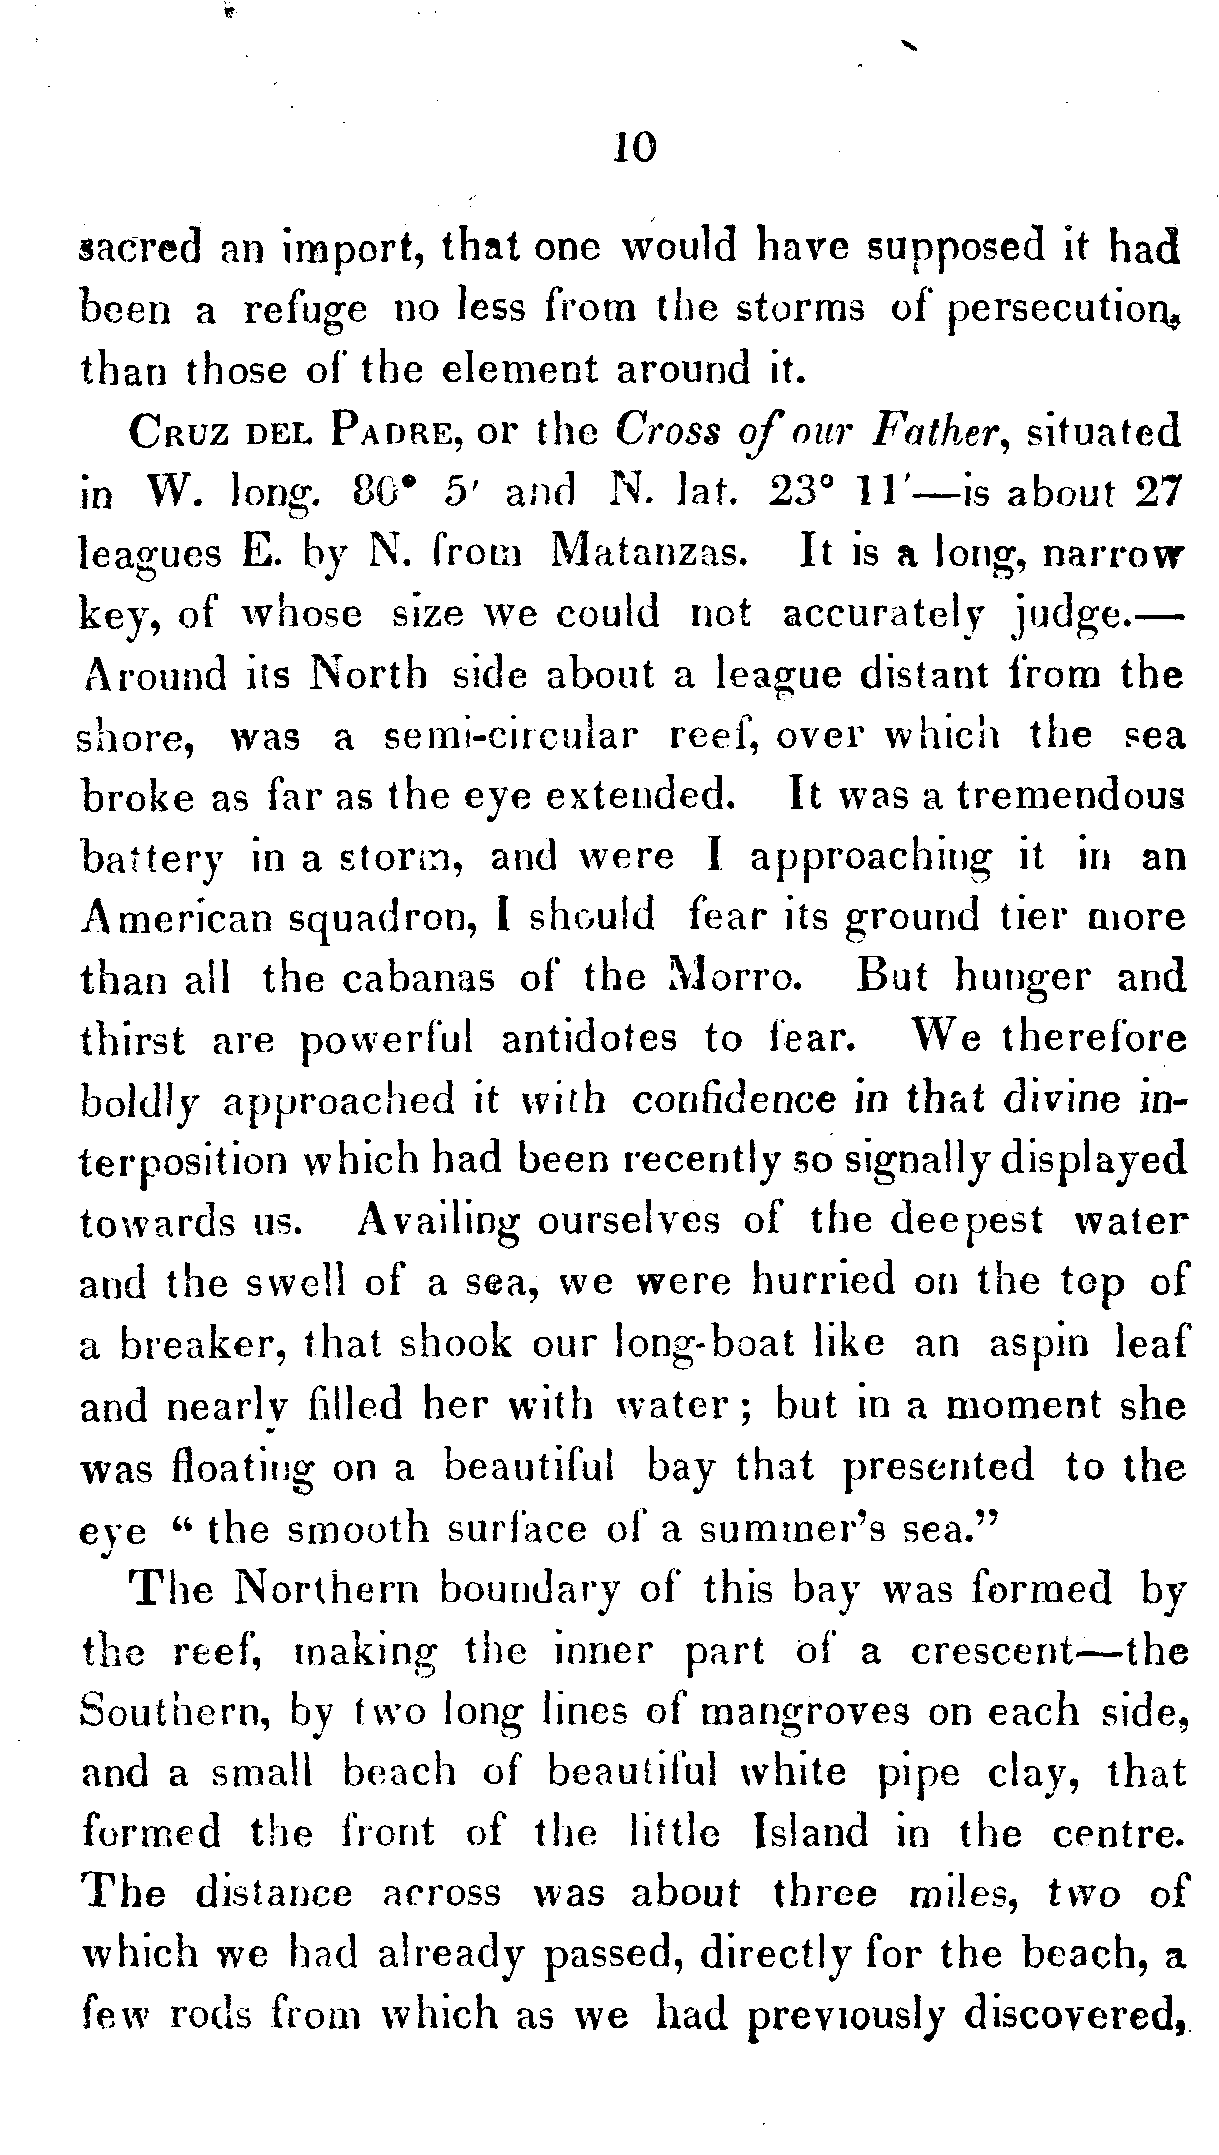 10
sacred an import, that one would have supposed it had
been a refuge no less from the storms of persecution,
than those of the element around it.
CRUZ DEL PADRE, or the Cross of our Father, situated
in W. long. 80° 5′ and N. lat. 23° 11′—is about 27
leagues E. by N. from Matanzas. It is a long, narrow
key, of whose size we could not accurately judge.—
Around its North side about a league distant from the
shore, was a semi-circular reef, over which the sea
broke as far as the eye extended. It was a tremendous
battery in a storm, and were I approaching it in an
American squadron, I should fear its ground tier more
than all the cabanas of the Morro. But hunger and
thirst are powerful antidotes to fear. We therefore
boldly approached it with confidence in that divine in-
terposition which had been recently so signally displayed
towards us. Availing ourselves of the deepest water
and the swell of a sea, we were hurried on the top of
a breaker, that shook our long-boat like an aspin leaf
and nearly filled her with water; but in a moment she
was floating on a beautiful bay that presented to the
eye “ the smooth surface of a summer's sea.”
The Northern boundary of this bay was formed by
the reef, making the inner part of a crescent—the
Southern, by two long lines of mangroves on each side,
and a small beach of beautiful white pipe clay, that
formed the front of the little Island in the centre.
The distance across was about three miles, two of
which we had already passed, directly for the beach, a
few rods from which as we had previously discovered,